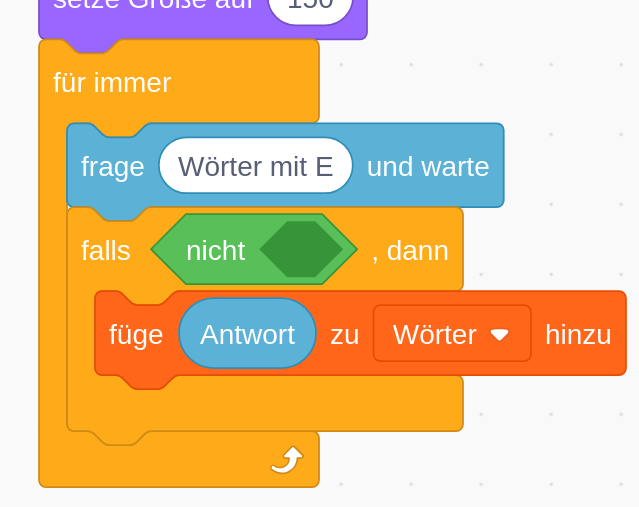 setze Größe auf 150
für immer
frage Wörter mit E und warte
falls nicht , dann
füge Antwort zu Wörter hinzu